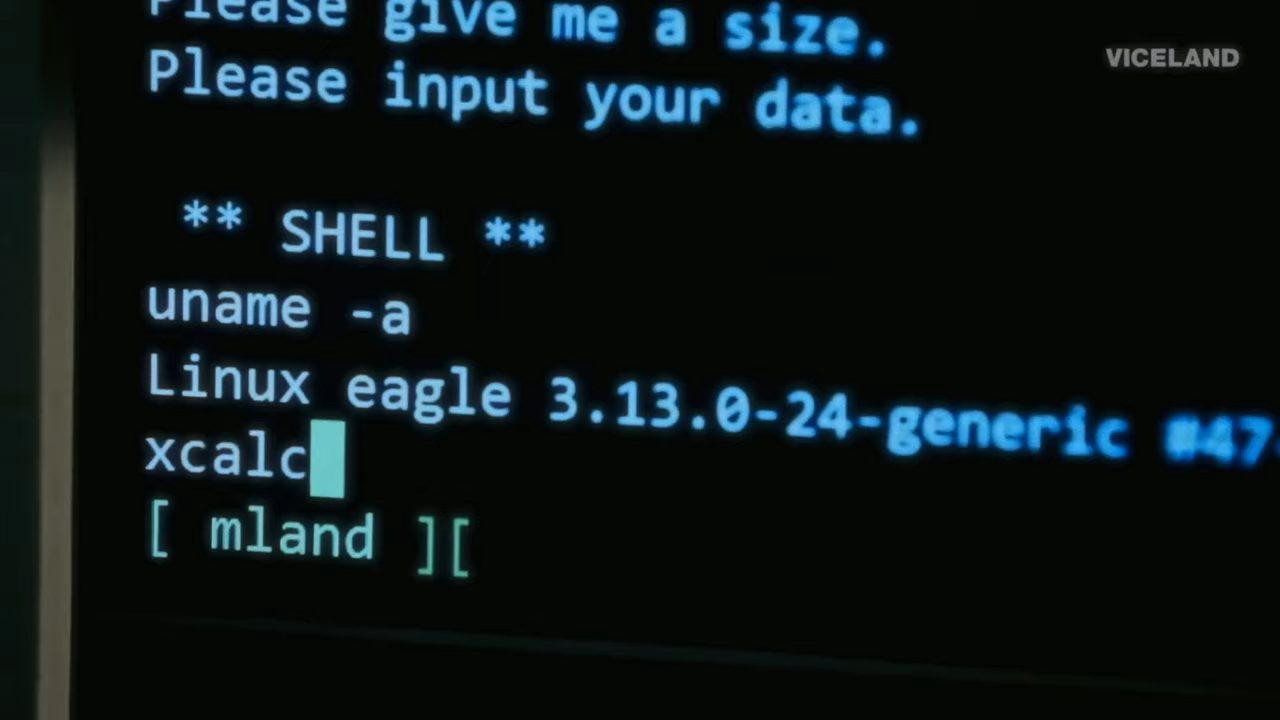 Please give me a size.
VICELAND
Please input your data.
** SHELL **
uname -a
Linux eagle 3.13.0-24-generic #47
xcalc
[ mland ][